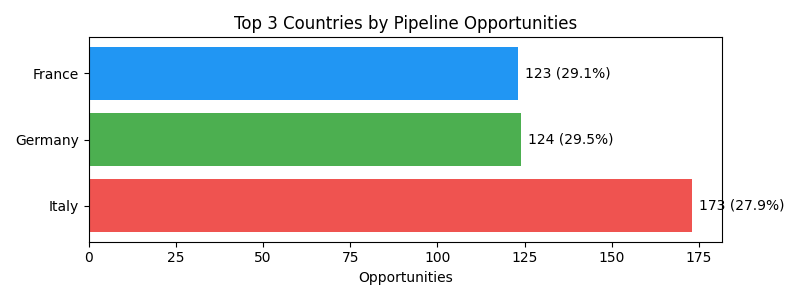 Top 3 Countries by Pipeline Opportunities
France
123 (29.1%)
Germany
124 (29.5%)
Italy
173 (27.9%)
0 25 50 75 100 125 150 175
Opportunities